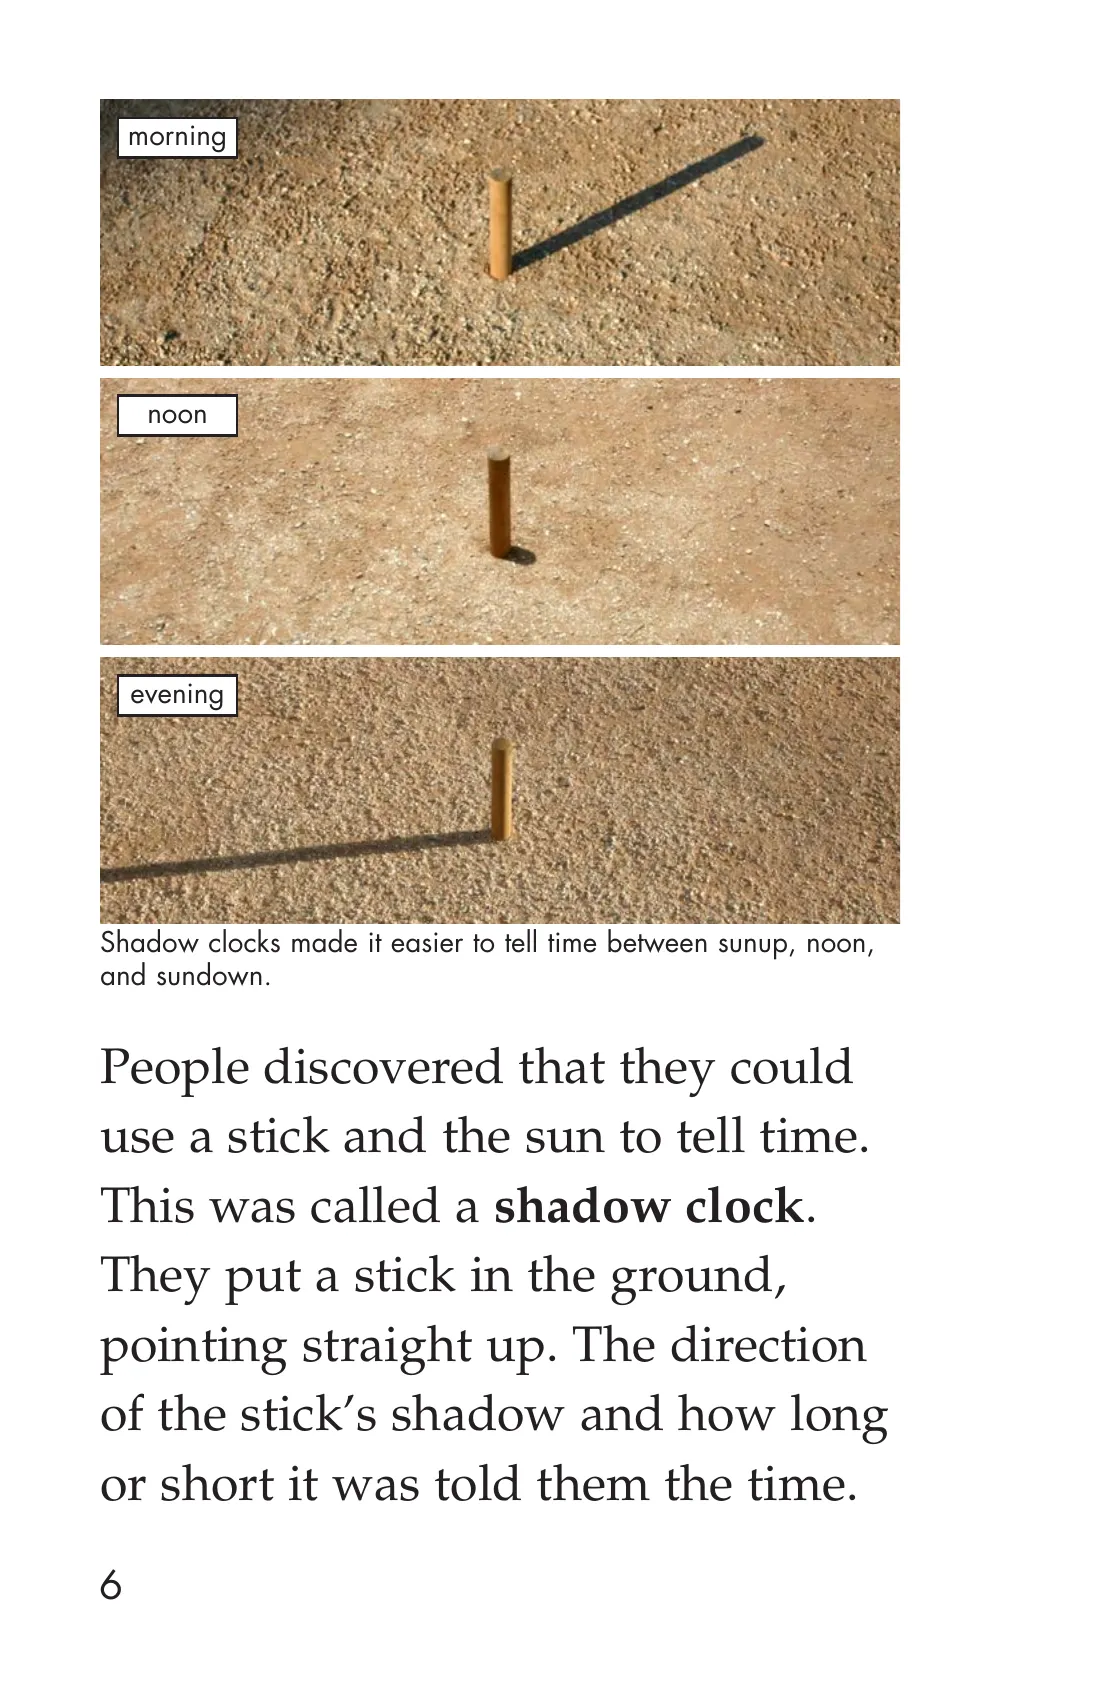 morning
noon
evening
Shadow clocks made it easier to tell time between sunup, noon,
and sundown.
People discovered that they could
use a stick and the sun to tell time.
This was called a shadow clock.
They put a stick in the ground,
pointing straight up. The direction
of the stick’s shadow and how long
or short it was told them the time.
6